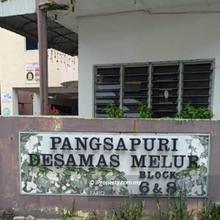 PANGSAPURI
DESAMAS MELUR
BLOCK
6&8